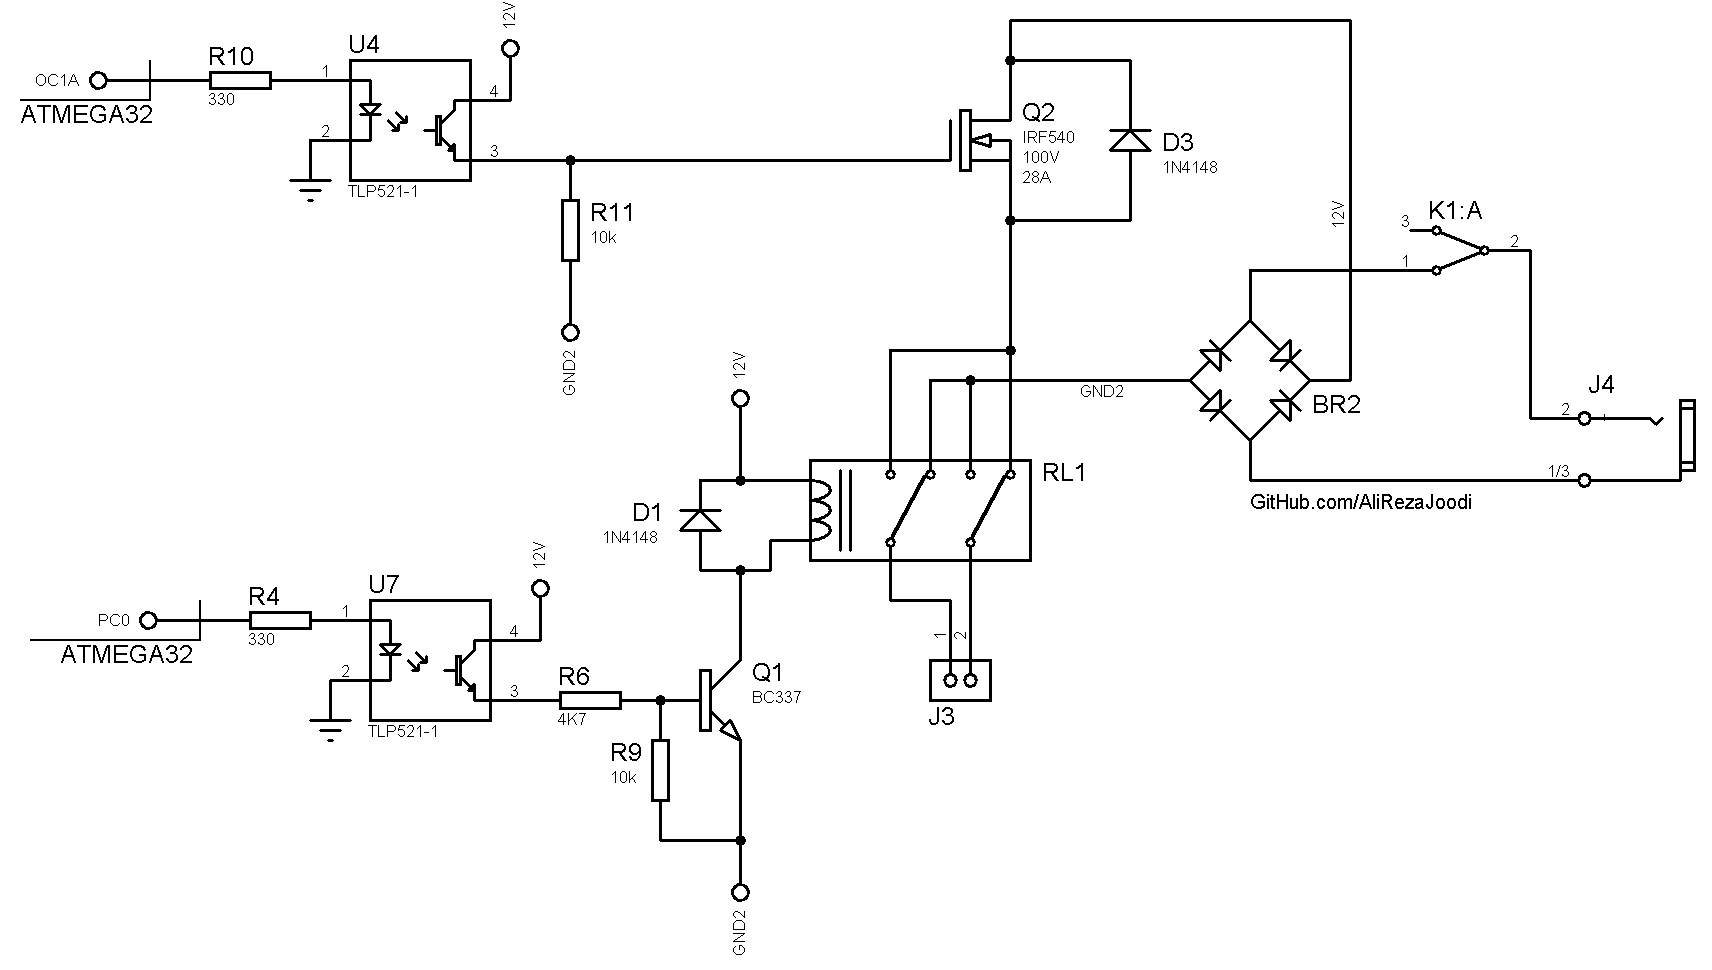 12V
OC1A
ATMEGA32
R10
330
1
2
U4
4
3
TLP521-1
R11
10k
GND2
Q2
IRF540
100V
28A
D3
1N4148
12V
K1:A
3
1
2
GND2
BR2
J4
2
1/3
GitHub.com/AliRezaJoodi
12V
D1
1N4148
RL1
1
2
J3
PC0
ATMEGA32
R4
330
1
2
U7
12V
4
3
TLP521-1
R6
4K7
R9
10k
Q1
BC337
GND2